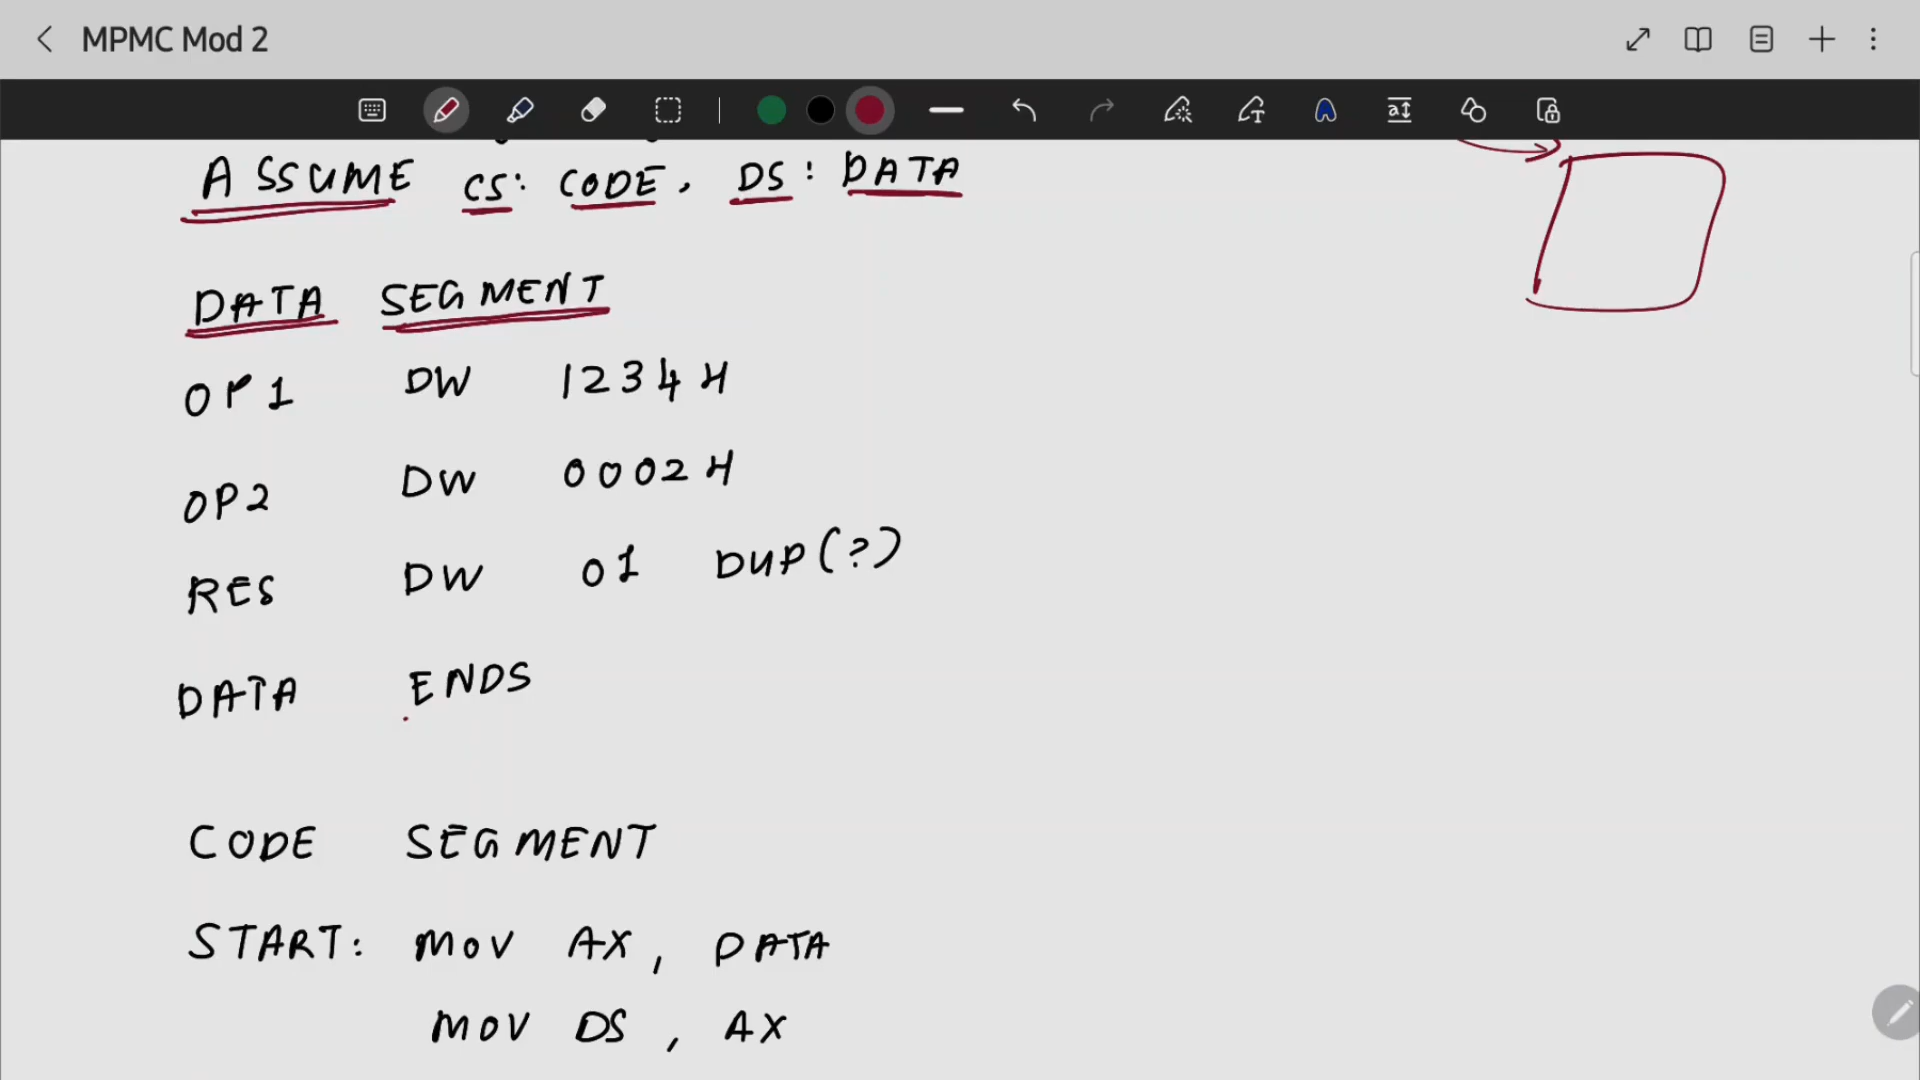 MPMC Mod 2
ASSUME CS: CODE, DS: DATA
DATA SEGMENT
OP1 DW 1234H
OP2 DW 0002H
RES DW 01 DUP(?)
DATA ENDS
CODE SEGMENT
START: MOV AX, DATA
MOV DS, AX